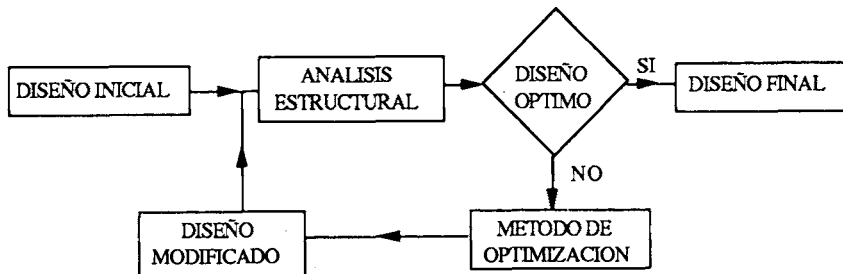 DISEÑO INICIAL
ANALISIS
ESTRUCTURAL
DISEÑO
OPTIMO
SI
DISEÑO FINAL
NO
METODO DE
OPTIMIZACION
DISEÑO
MODIFICADO